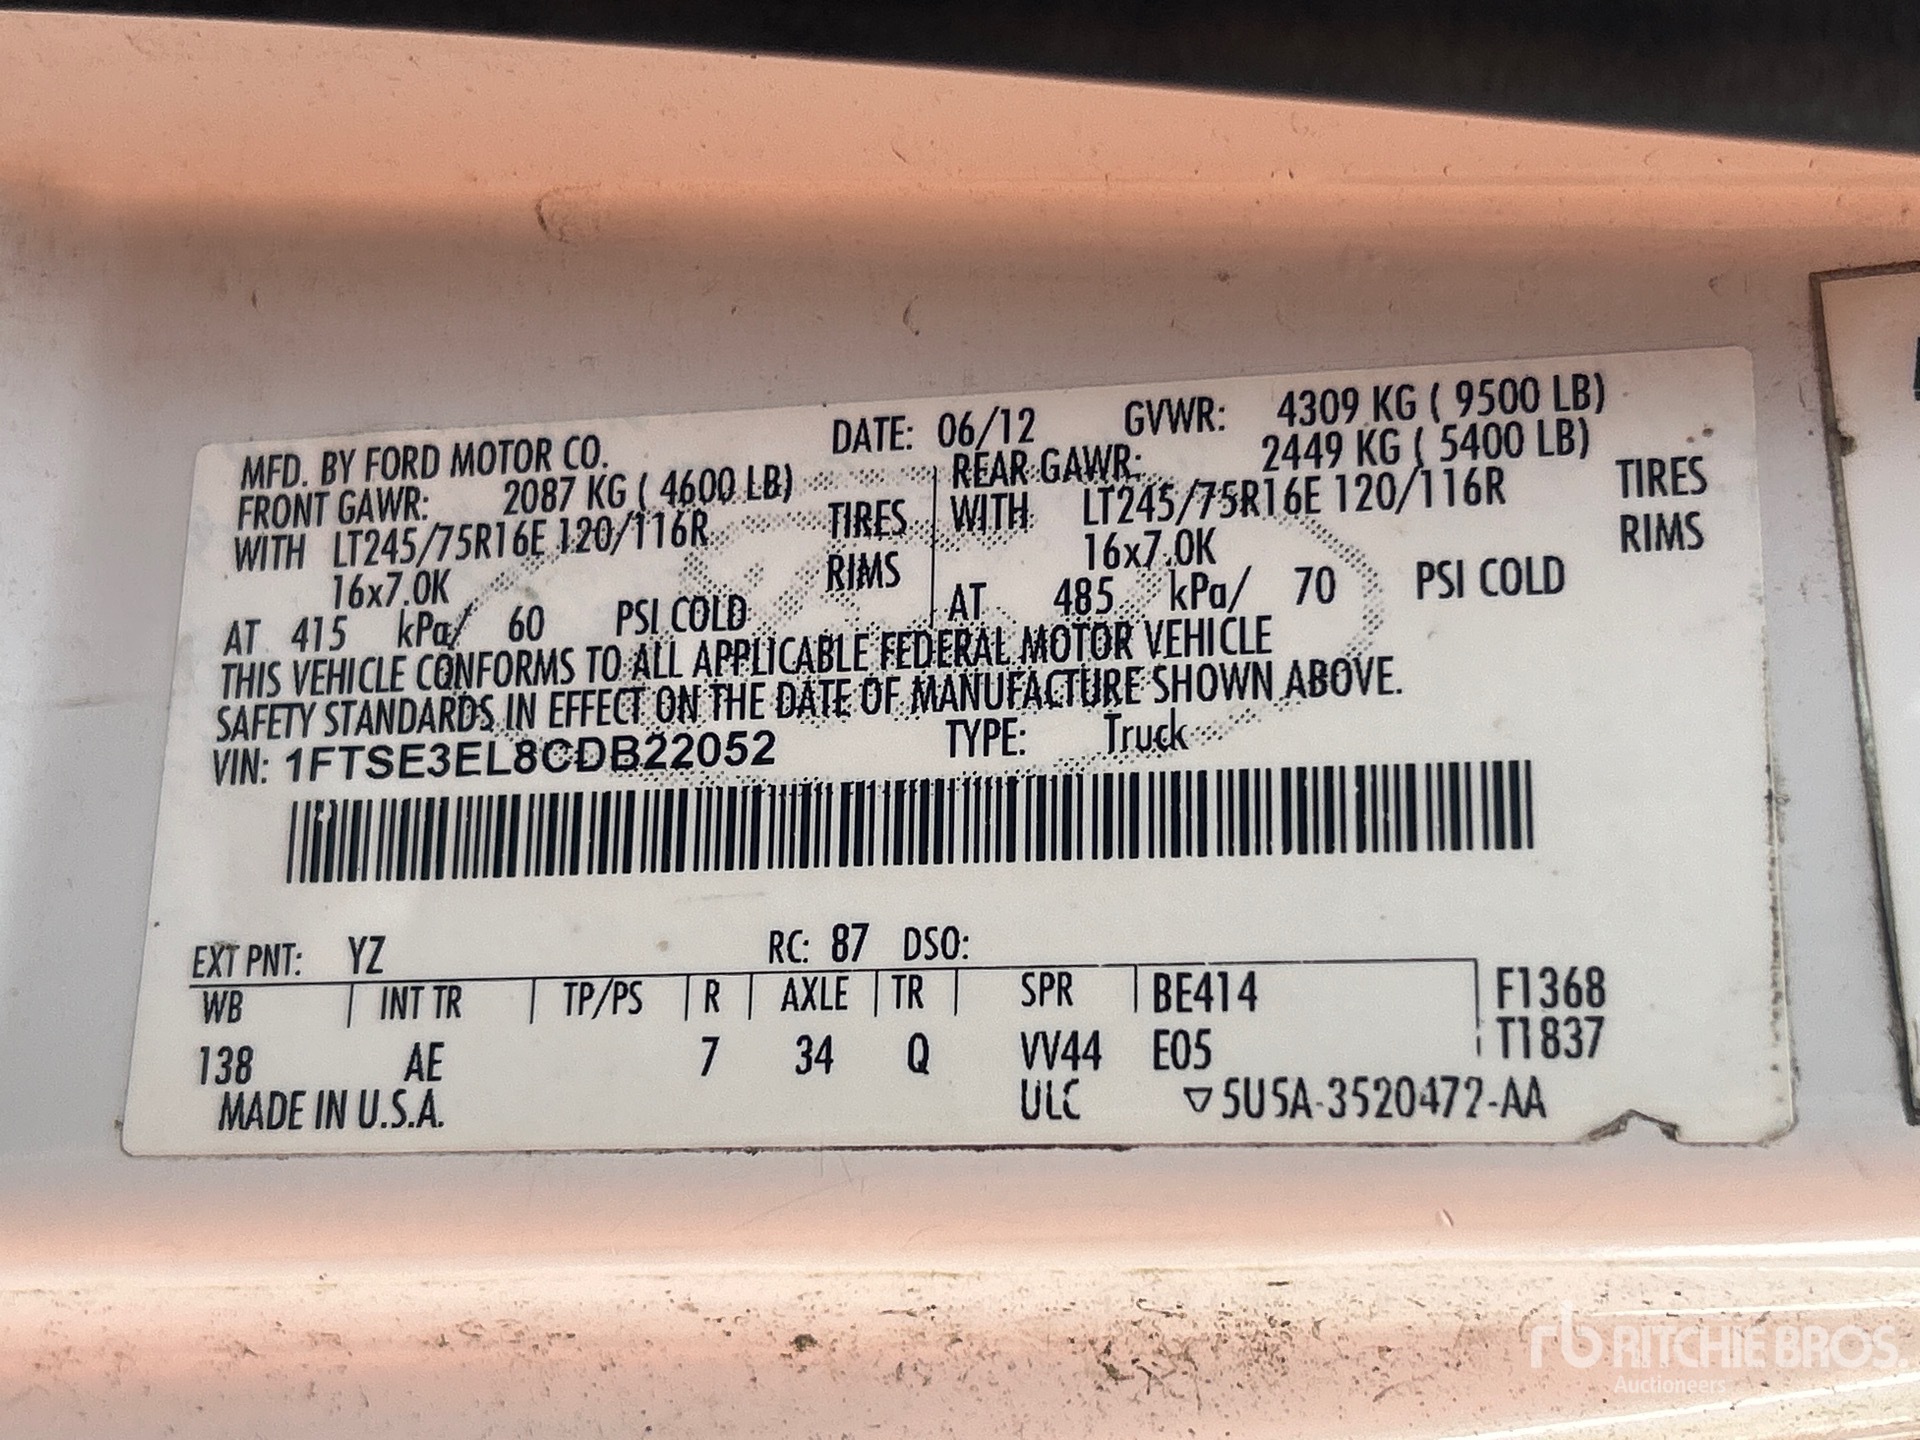 MFD. BY FORD MOTOR CO. DATE: 06/12 GVWR: 4309 KG ( 9500 LB)
FRONT GAWR: 2087 KG ( 4600 LB) REAR GAWR: 2449 KG ( 5400 LB)
WITH LT245/75R16E 120/116R TIRES WITH LT245/75R16E 120/116R TIRES
16x7.0K RIMS 16x7.0K RIMS
AT 415 kPa/ 60 PSI COLD AT 485 kPa/ 70 PSI COLD
THIS VEHICLE CONFORMS TO ALL APPLICABLE FEDERAL MOTOR VEHICLE
SAFETY STANDARDS IN EFFECT ON THE DATE OF MANUFACTURE SHOWN ABOVE.
VIN: 1FTSE3EL8CDB22052 TYPE: Truck
EXT PNT: YZ RC: 87 DSO:
WB INT TR TP/PS R AXLE TR SPR BE414 F1368
138 AE 7 34 Q VV44 E05 T1837
MADE IN U.S.A. ULC ▽5U5A-3520472-AA
rb RITCHIE BROS.
Auctioneers